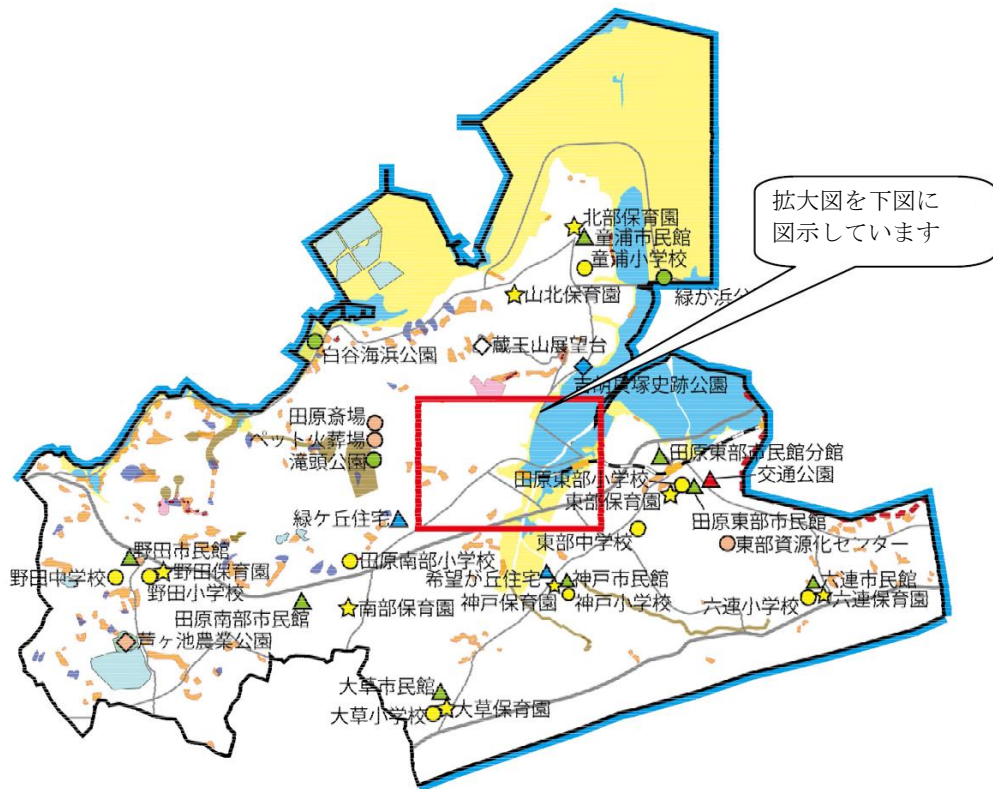 北部保育園
童浦市民館
童浦小学校
拡大図を下図に
図示しています
山北保育園
緑が浜公
蔵王山展望台
白谷海浜公園
吉胡貝塚史跡公園
田原斎場
ペット火葬場
滝頭公園
田原東部市民館分館
田原東部小学校
交通公園
東部保育園
田原東部市民館
緑ケ丘住宅
東部中学校
東部資源化センター
野田市民館
田原南部小学校
野田中学校
野田保育園
希望が丘住宅
神戸市民館
六連市民館
野田小学校
神戸保育園
神戸小学校
六連小学校
六連保育園
田原南部市民館
南部保育園
芦ヶ池農業公園
大草市民館
大草小学校
大草保育園